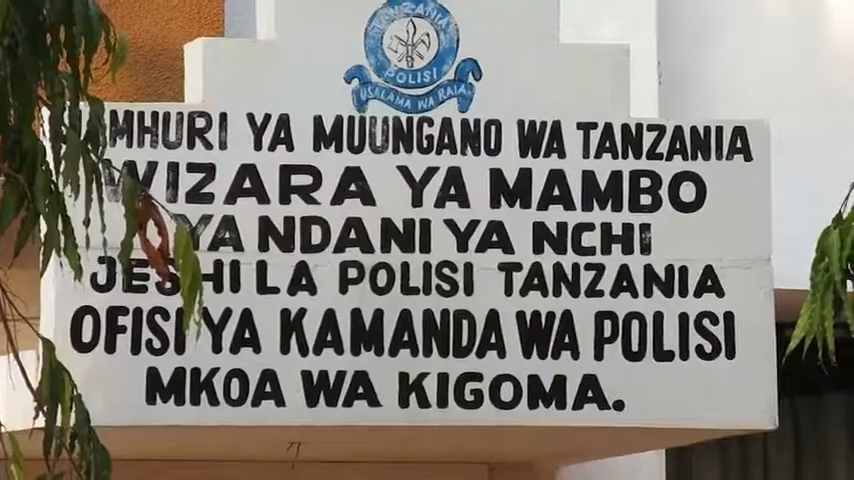 TANZANIA
POLISI
USALAMA WA RAIA
JAMHURI YA MUUNGANO WA TANZANIA
WIZARA YA MAMBO
YA NDANI YA NCHI
JESHI LA POLISI TANZANIA
OFISI YA KAMANDA WA POLISI
MKOA WA KIGOMA.